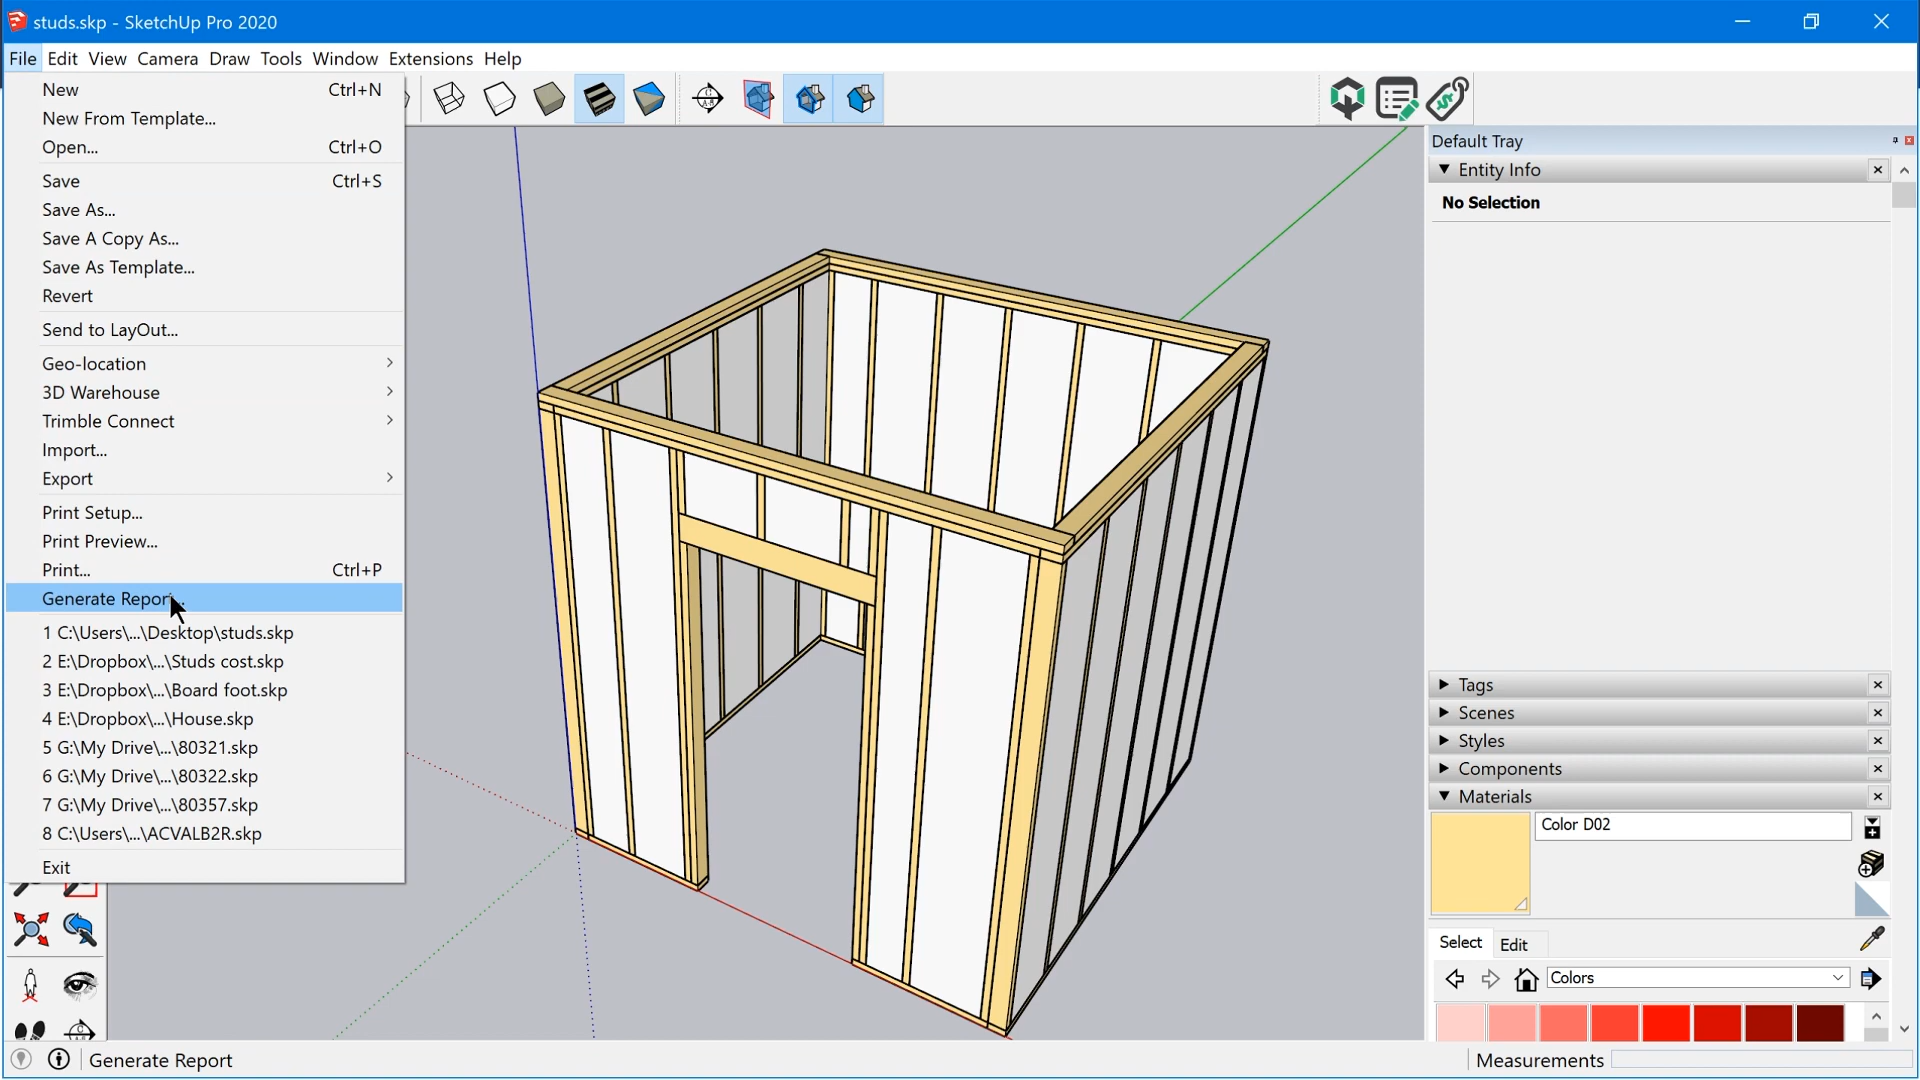 studs.skp - SketchUp Pro 2020
File Edit View Camera Draw Tools Window Extensions Help
New Ctrl+N
New From Template...
Open... Ctrl+O
Save Ctrl+S
Save As...
Save A Copy As...
Save As Template...
Revert
Send to LayOut...
Geo-location
3D Warehouse
Trimble Connect
Import...
Export
Print Setup...
Print Preview...
Print... Ctrl+P
Generate Report...
1 C:\Users\...\Desktop\studs.skp
2 E:\Dropbox\...\Studs cost.skp
3 E:\Dropbox\...\Board foot.skp
4 E:\Dropbox\...\House.skp
5 G:\My Drive\...\80321.skp
6 G:\My Drive\...\80322.skp
7 G:\My Drive\...\80357.skp
8 C:\Users\...\ACVALB2R.skp
Exit
Default Tray
Entity Info
No Selection
Tags
Scenes
Styles
Components
Materials
Color D02
Select Edit
Colors
Generate Report
Measurements